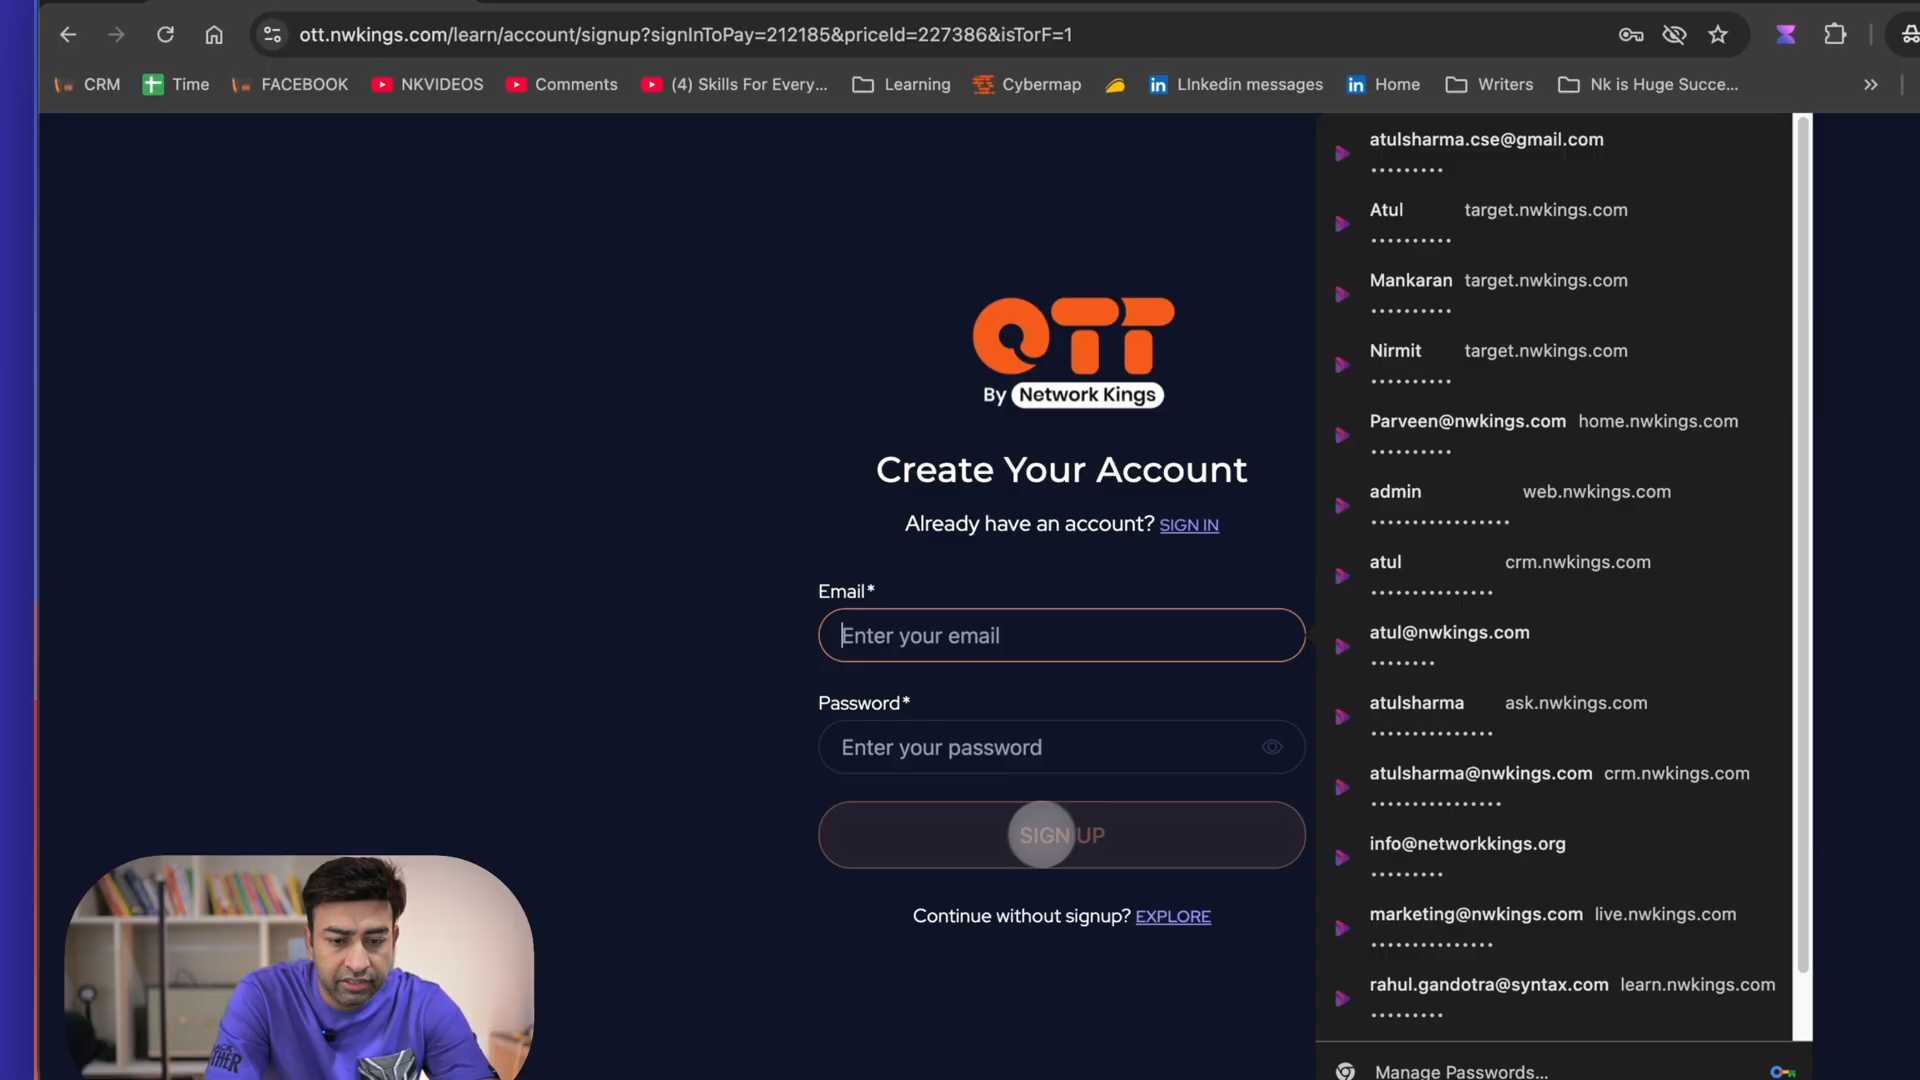 ott.nwkings.com/learn/account/signup?signInToPay=212185&priceId=227386&isTorF=1
CRM Time FACEBOOK NKVIDEOS Comments (4) Skills For Every... Learning Cybermap LInkedin messages Home Writers Nk is Huge Succe...
OTT
By Network Kings
Create Your Account
Already have an account? SIGN IN
Email*
Enter your email
Password*
Enter your password
SIGN UP
Continue without signup? EXPLORE
atulsharma.cse@gmail.com
•••••••••
Atul target.nwkings.com
••••••••••
Mankaran target.nwkings.com
••••••••••
Nirmit target.nwkings.com
••••••••••
Parveen@nwkings.com home.nwkings.com
••••••••••
admin web.nwkings.com
•••••••••••••••••
atul crm.nwkings.com
•••••••••••••••
atul@nwkings.com
••••••••
atulsharma ask.nwkings.com
•••••••••••••••
atulsharma@nwkings.com crm.nwkings.com
••••••••••••••••
info@networkkings.org
•••••••••
marketing@nwkings.com live.nwkings.com
•••••••••••••••
rahul.gandotra@syntax.com learn.nwkings.com
•••••••••
Manage Passwords...